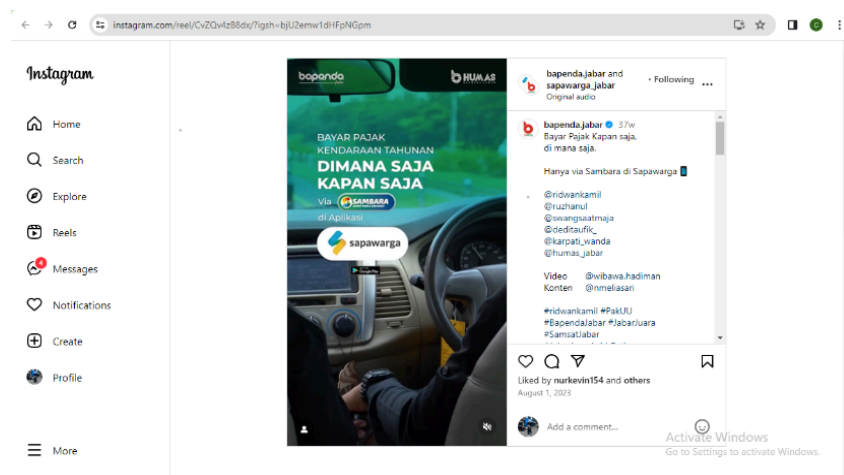 instagram.com/reel/CvZQv4zB8dx/?igsh=bjU2emw1dHFpNGpm
C
Instagram
Home
Search
Explore
Reels
4
Messages
Notifications
Create
Profile
More
bapenda
HUMAS
BAYAR PAJAK
KENDARAAN TAHUNAN
DIMANA SAJA
KAPAN SAJA
Via SAMBARA
di Aplikasi
sapawarga
Google Play
bapenda.jabar and
sapawarga_jabar
• Following
Original audio
bapenda.jabar 37w
Bayar Pajak Kapan saja.
di mana saja.
Hanya via Sambara di Sapawarga
@ridwankamil
@ruzhanul
@swangsaatmaja
@deditaufik_
@karpati_wanda
@humas_jabar
Video @wibawa.hadiman
Konten @nmeliasari
#ridwankamil #PakUU
#BapendaJabar #JabarJuara
#SamsatJabar
Liked by nurkevin154 and others
August 1, 2023
Add a comment...
Activate Windows
Go to Settings to activate Windows.